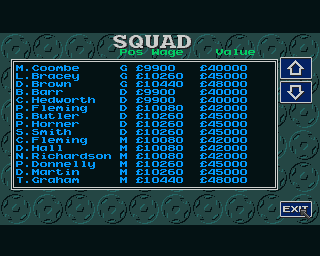 SQUAD
Pos Wage Value
M.Coombe G £9900 £40000
L.Bracey G £10260 £45000
D.Brown G £10440 £48000
B.Barr D £9900 £40000
C.Hedworth D £9900 £40000
P.Fleming D £10080 £42000
B.Butler D £10260 £45000
P.Horner D £10260 £45000
S.Smith D £10260 £45000
C.Fleming M £10080 £42000
D.Hall M £10080 £42000
N.Richardson M £10080 £42000
P.Donnelly M £10260 £45000
D.Martin M £10260 £45000
T.Graham M £10440 £48000
EXIT